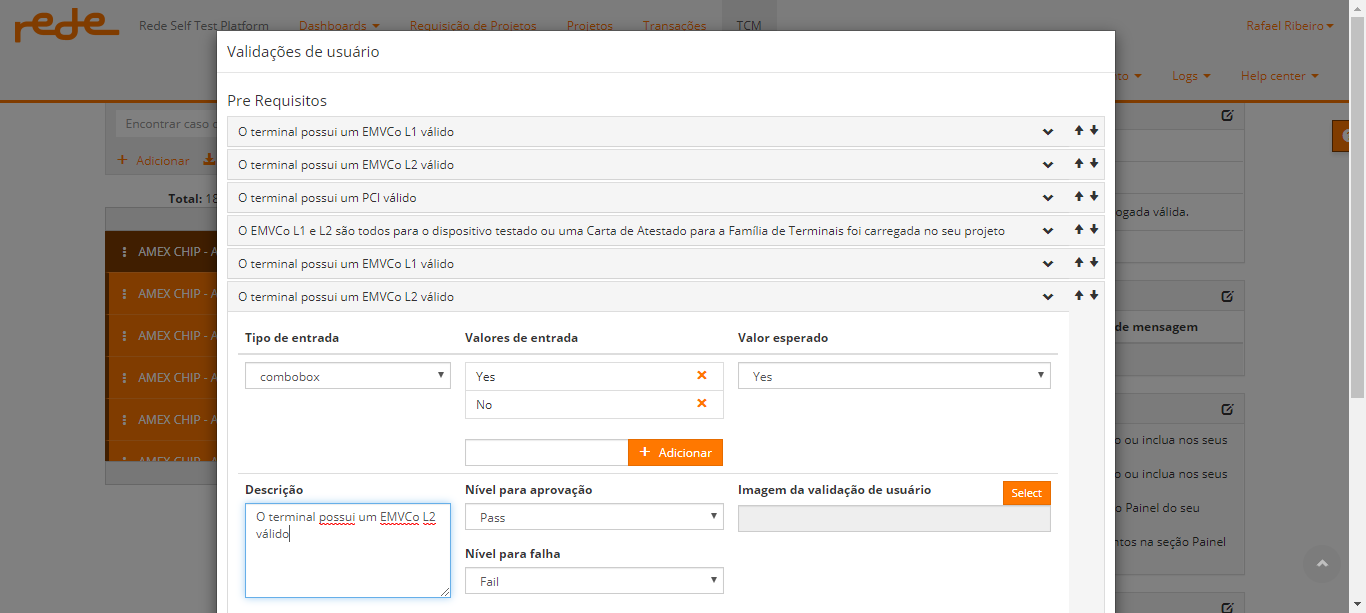 rede
Rede Self Test Platform
Dashboards
Requisição de Projetos
Projetos
Transações
TCM
Rafael Ribeiro
Logs
Help center
Validações de usuário
Pre Requisitos
O terminal possui um EMVCo L1 válido
O terminal possui um EMVCo L2 válido
O terminal possui um PCI válido
O EMVCo L1 e L2 são todos para o dispositivo testado ou uma Carta de Atestado para a Família de Terminais foi carregada no seu projeto
O terminal possui um EMVCo L1 válido
O terminal possui um EMVCo L2 válido
Tipo de entrada
Valores de entrada
Valor esperado
combobox
Yes
Yes
No
+ Adicionar
Descrição
Nível para aprovação
Imagem da validação de usuário
Select
O terminal possui um EMVCo L2
válido
Pass
Nível para falha
Fail
Encontrar caso
+ Adicionar
Total: 18
AMEX CHIP - A
AMEX CHIP - A
AMEX CHIP - A
AMEX CHIP - A
AMEX CHIP - A
AMEX CHIP - A
ogada válida.
de mensagem
o ou inclua nos seus
o ou inclua nos seus
o Painel do seu
ntos na seção Painel